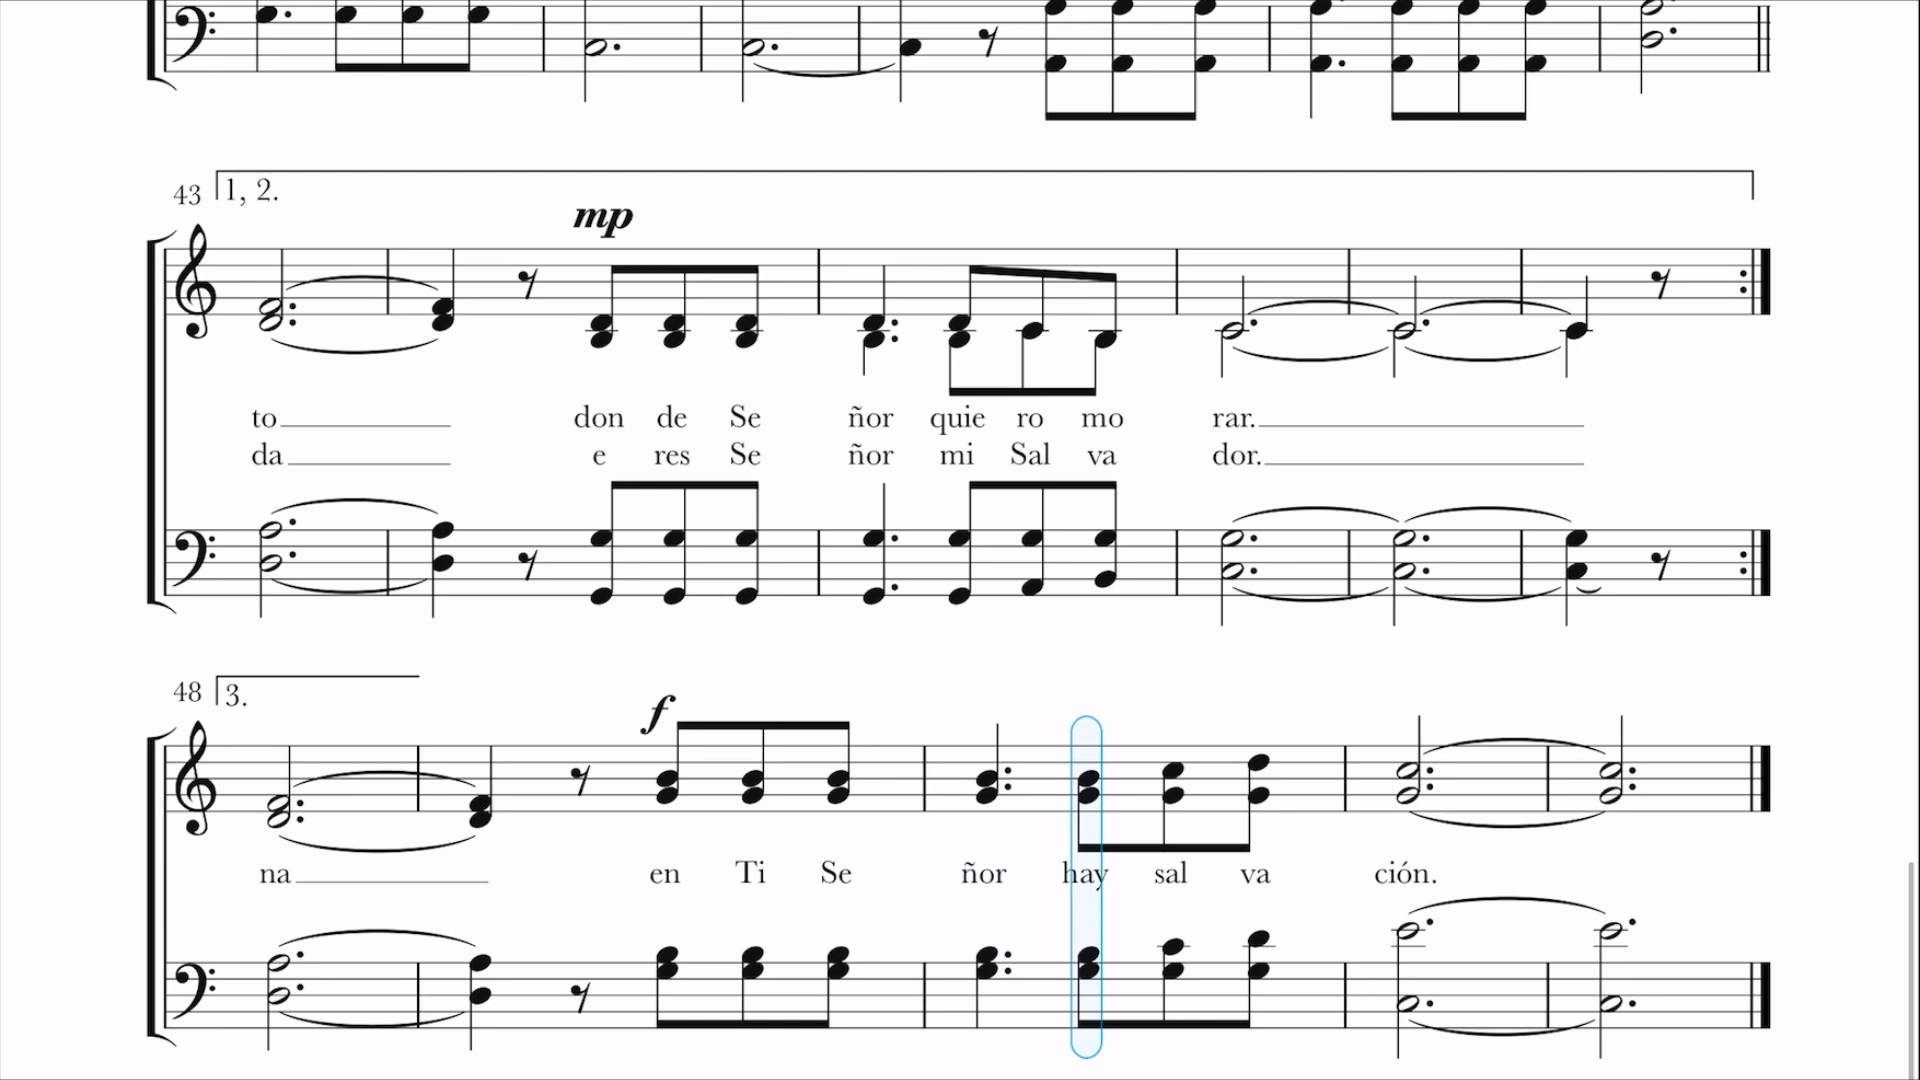 43 1, 2.
mp
to don de Se ñor quie ro mo rar.
da e res Se ñor mi Sal va dor.
48 3.
f
na en Ti Se ñor hay sal va ción.